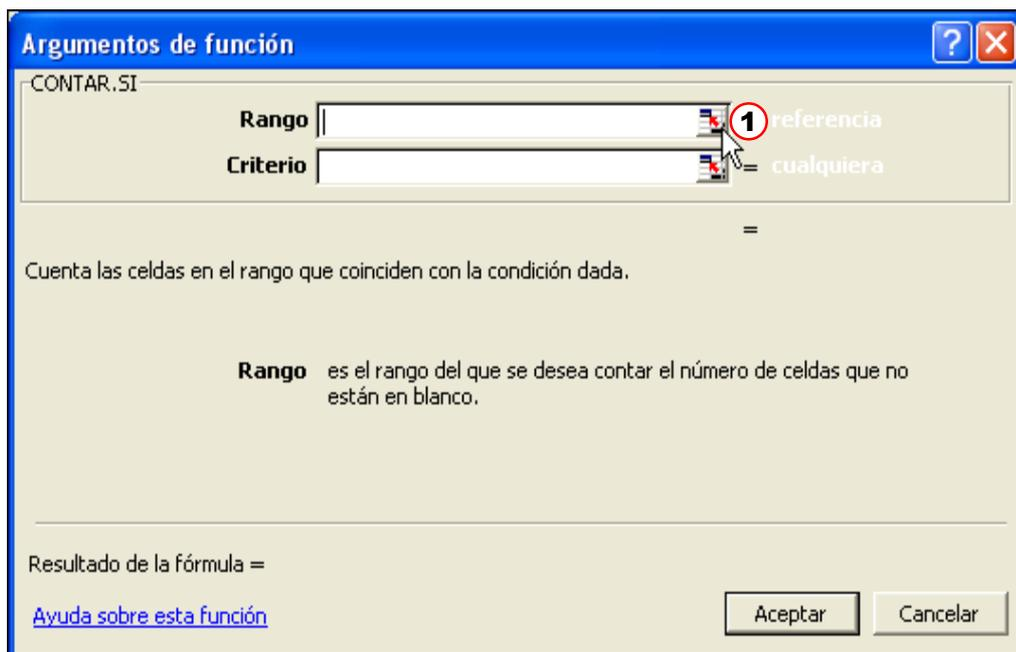 Argumentos de función
CONTAR.SI
Rango 1 referencia
Criterio = cualquiera
=
Cuenta las celdas en el rango que coinciden con la condición dada.
Rango es el rango del que se desea contar el número de celdas que no
están en blanco.
Resultado de la fórmula =
Ayuda sobre esta función Aceptar Cancelar